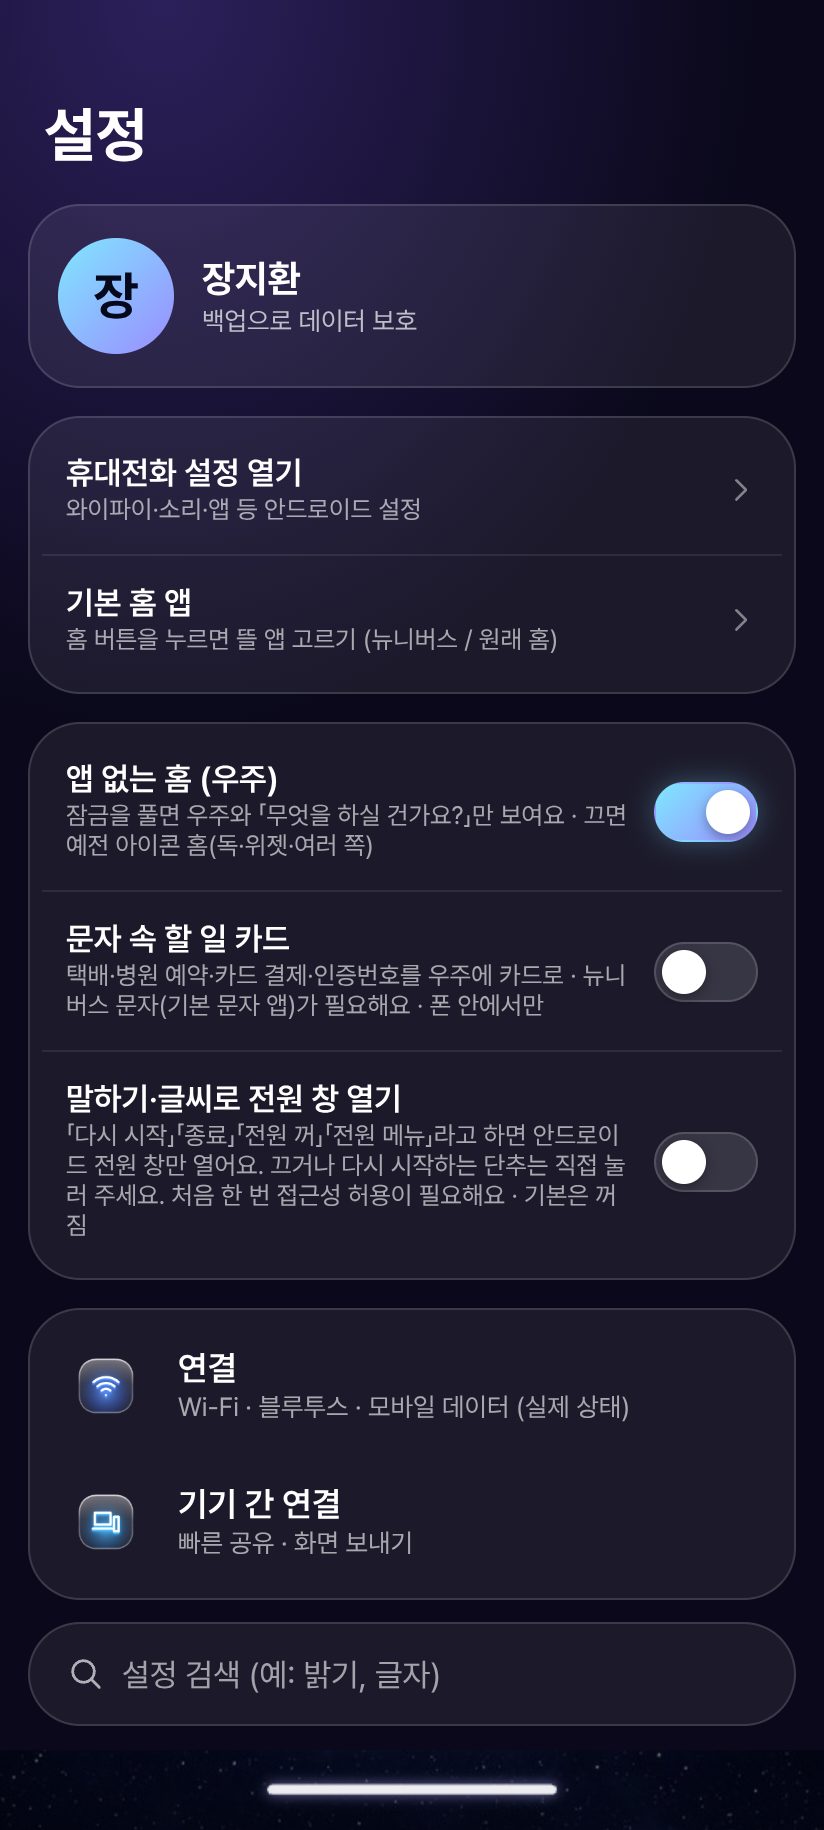 설정
장
장지환
백업으로 데이터 보호
휴대전화 설정 열기
와이파이·소리·앱 등 안드로이드 설정
기본 홈 앱
홈 버튼을 누르면 뜰 앱 고르기 (뉴니버스 / 원래 홈)
앱 없는 홈 (우주)
잠금을 풀면 우주와 「무엇을 하실 건가요?」만 보여요 · 끄면
예전 아이콘 홈(독·위젯·여러 쪽)
문자 속 할 일 카드
택배·병원 예약·카드 결제·인증번호를 우주에 카드로 · 뉴니
버스 문자(기본 문자 앱)가 필요해요 · 폰 안에서만
말하기·글씨로 전원 창 열기
「다시 시작」「종료」「전원 꺼」「전원 메뉴」라고 하면 안드로이
드 전원 창만 열어요. 끄거나 다시 시작하는 단추는 직접 눌
러 주세요. 처음 한 번 접근성 허용이 필요해요 · 기본은 꺼
짐
연결
Wi-Fi · 블루투스 · 모바일 데이터 (실제 상태)
기기 간 연결
빠른 공유 · 화면 보내기
설정 검색 (예: 밝기, 글자)